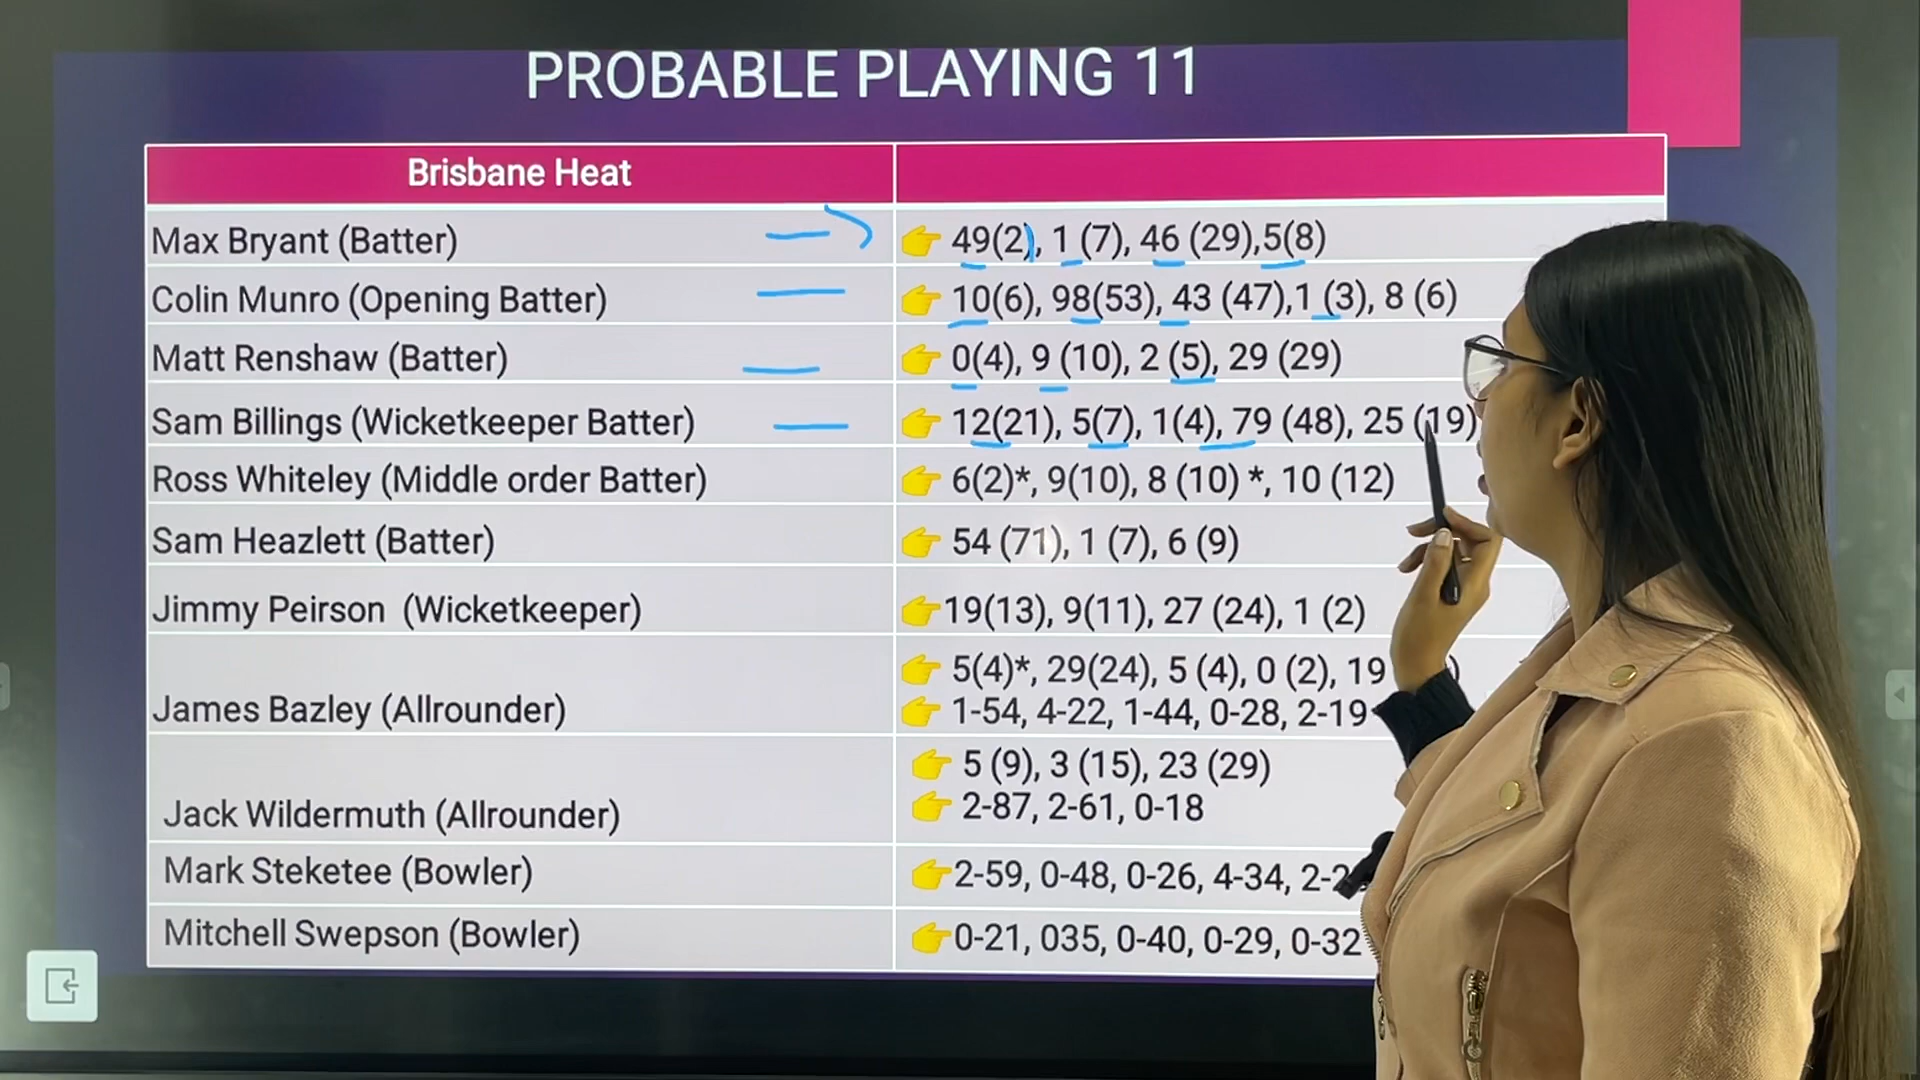 PROBABLE PLAYING 11
Brisbane Heat
Max Bryant (Batter)
49(2), 1 (7), 46 (29),5(8)
Colin Munro (Opening Batter)
10(6), 98(53), 43 (47),1 (3), 8 (6)
Matt Renshaw (Batter)
0(4), 9 (10), 2 (5), 29 (29)
Sam Billings (Wicketkeeper Batter)
12(21), 5(7), 1(4), 79 (48), 25 (19)
Ross Whiteley (Middle order Batter)
6(2)*, 9(10), 8 (10) *, 10 (12)
Sam Heazlett (Batter)
54 (71), 1 (7), 6 (9)
Jimmy Peirson (Wicketkeeper)
19(13), 9(11), 27 (24), 1 (2)
James Bazley (Allrounder)
5(4)*, 29(24), 5 (4), 0 (2), 19
1-54, 4-22, 1-44, 0-28, 2-19
Jack Wildermuth (Allrounder)
5 (9), 3 (15), 23 (29)
2-87, 2-61, 0-18
Mark Steketee (Bowler)
2-59, 0-48, 0-26, 4-34,
Mitchell Swepson (Bowler)
0-21, 035, 0-40, 0-29, 0-32